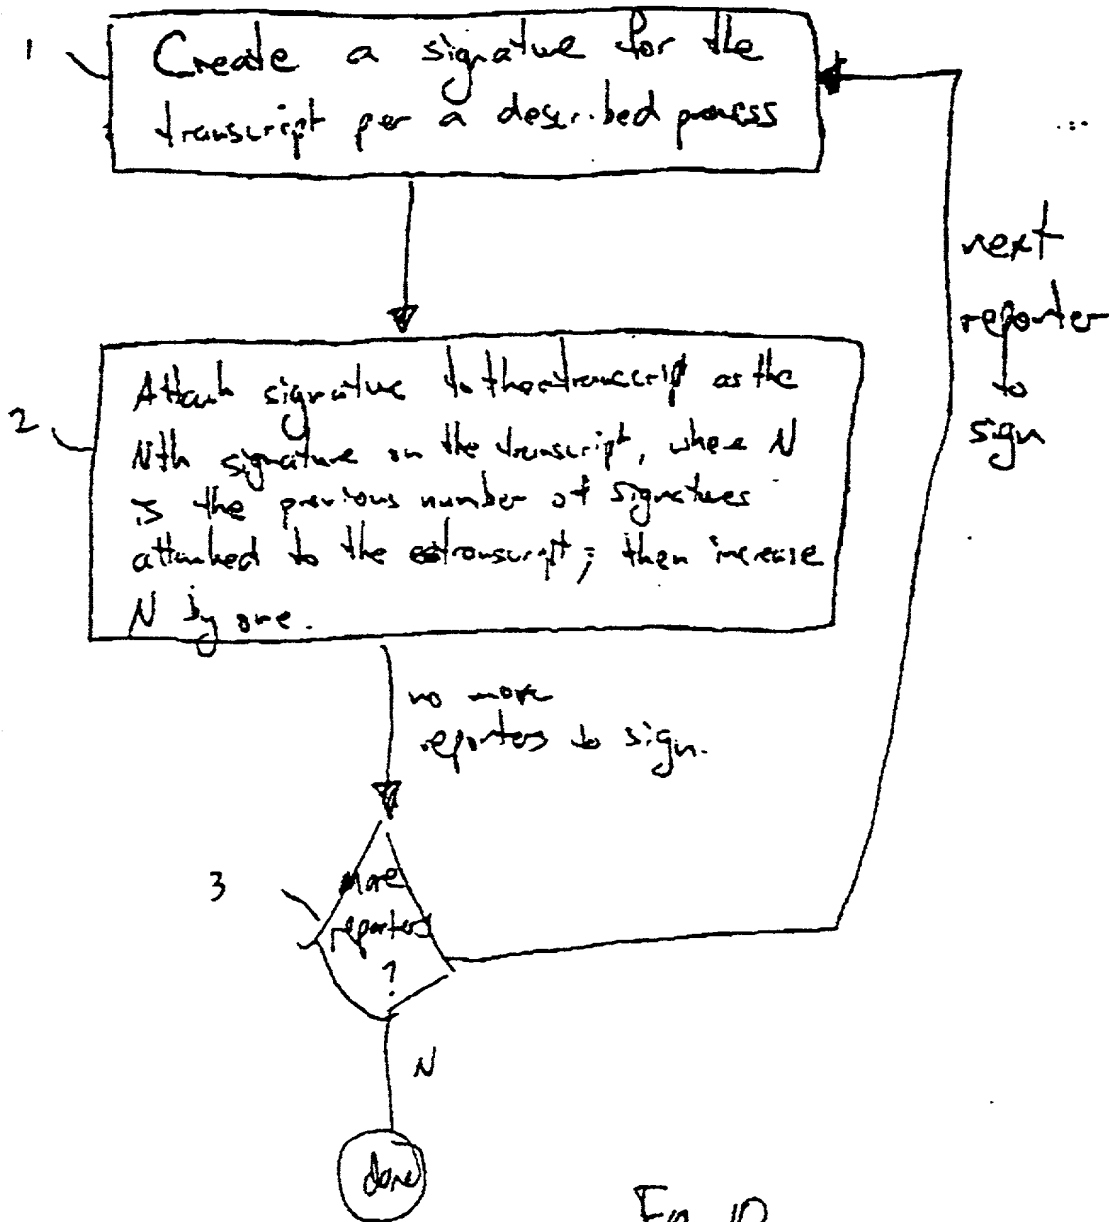 1
Create a signature for the
transcript per a described process
next
reporter
to
sign
2
Attach signature to the transcript as the
Nth signature on the transcript, where N
is the previous number of signatures
attached to the transcript; then increase
N by one.
no more
reporters to sign.
3
more
reporters
?
N
done
Fig. 10